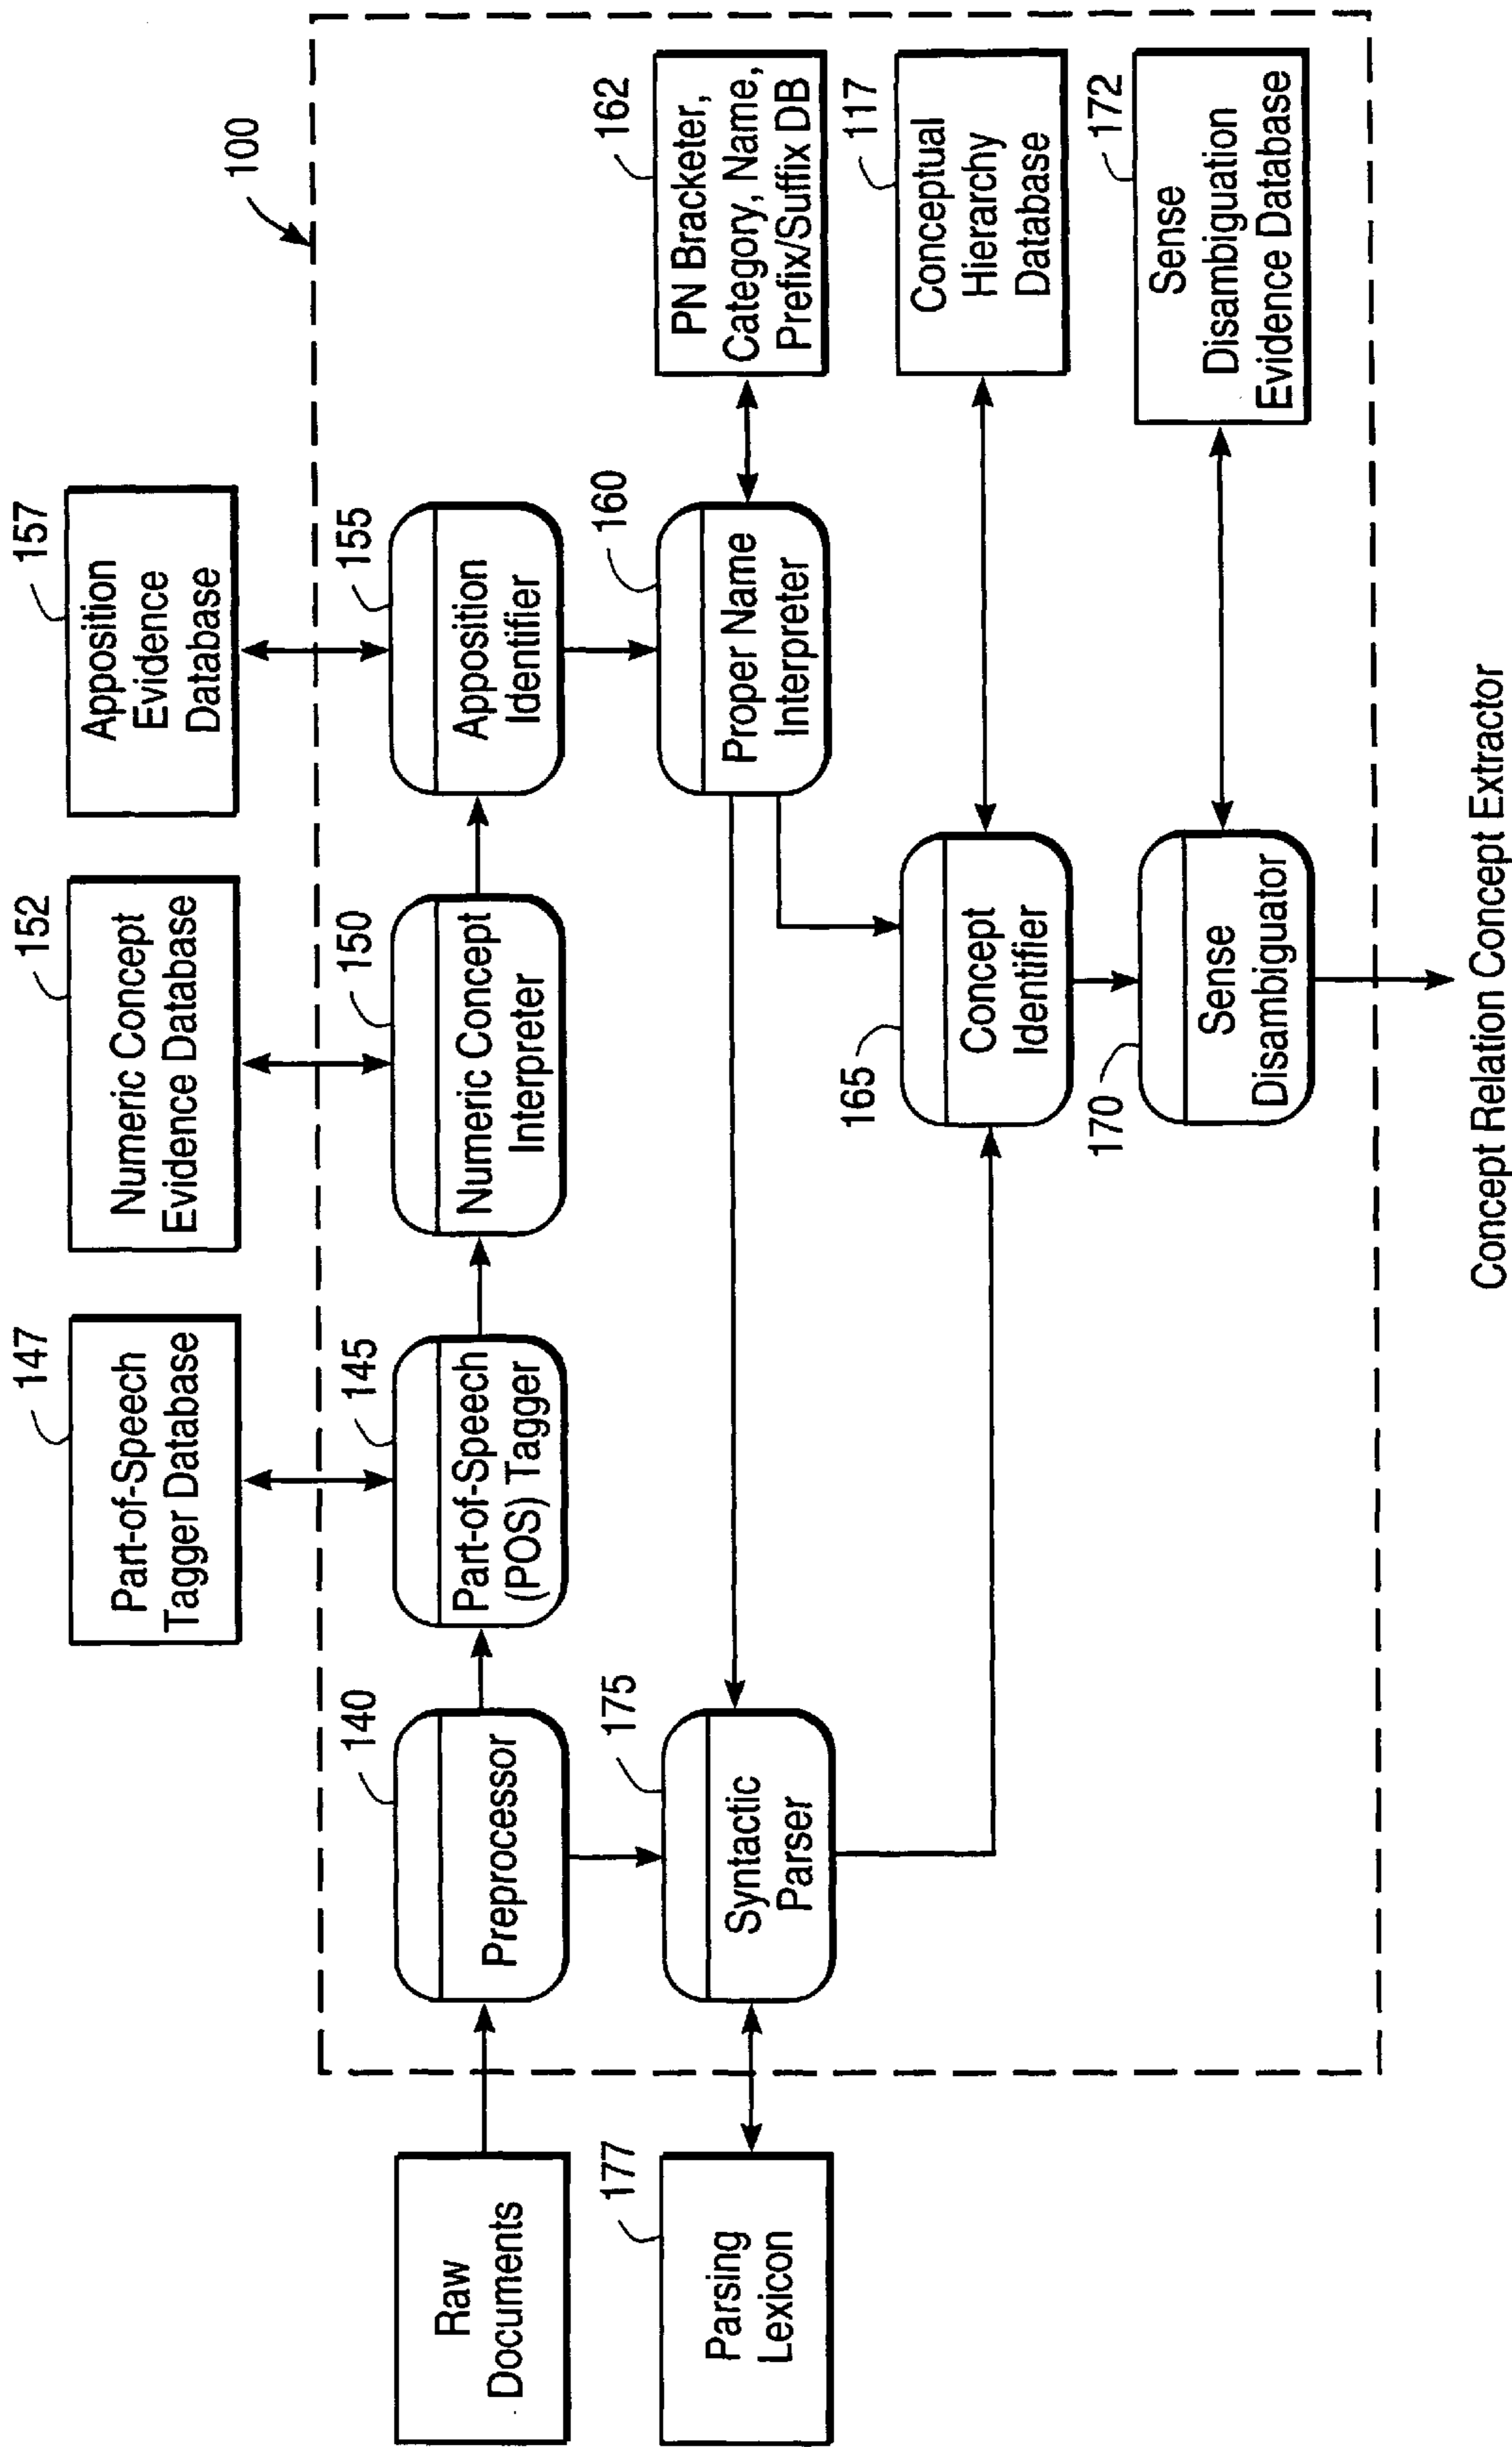 147
Part-of-Speech
Tagger Database
152
Numeric Concept
Evidence Database
157
Apposition
Evidence
Database
100
Raw
Documents
140
Preprocessor
145
Part-of-Speech
(POS) Tagger
150
Numeric Concept
Interpreter
155
Apposition
Identifier
177
Parsing
Lexicon
175
Syntactic
Parser
160
Proper Name
Interpreter
162
PN Bracketer,
Category, Name,
Prefix/Suffix DB
165
Concept
Identifier
117
Conceptual
Hierarchy
Database
170
Sense
Disambiguator
172
Sense
Disambiguation
Evidence Database
Concept Relation Concept Extractor